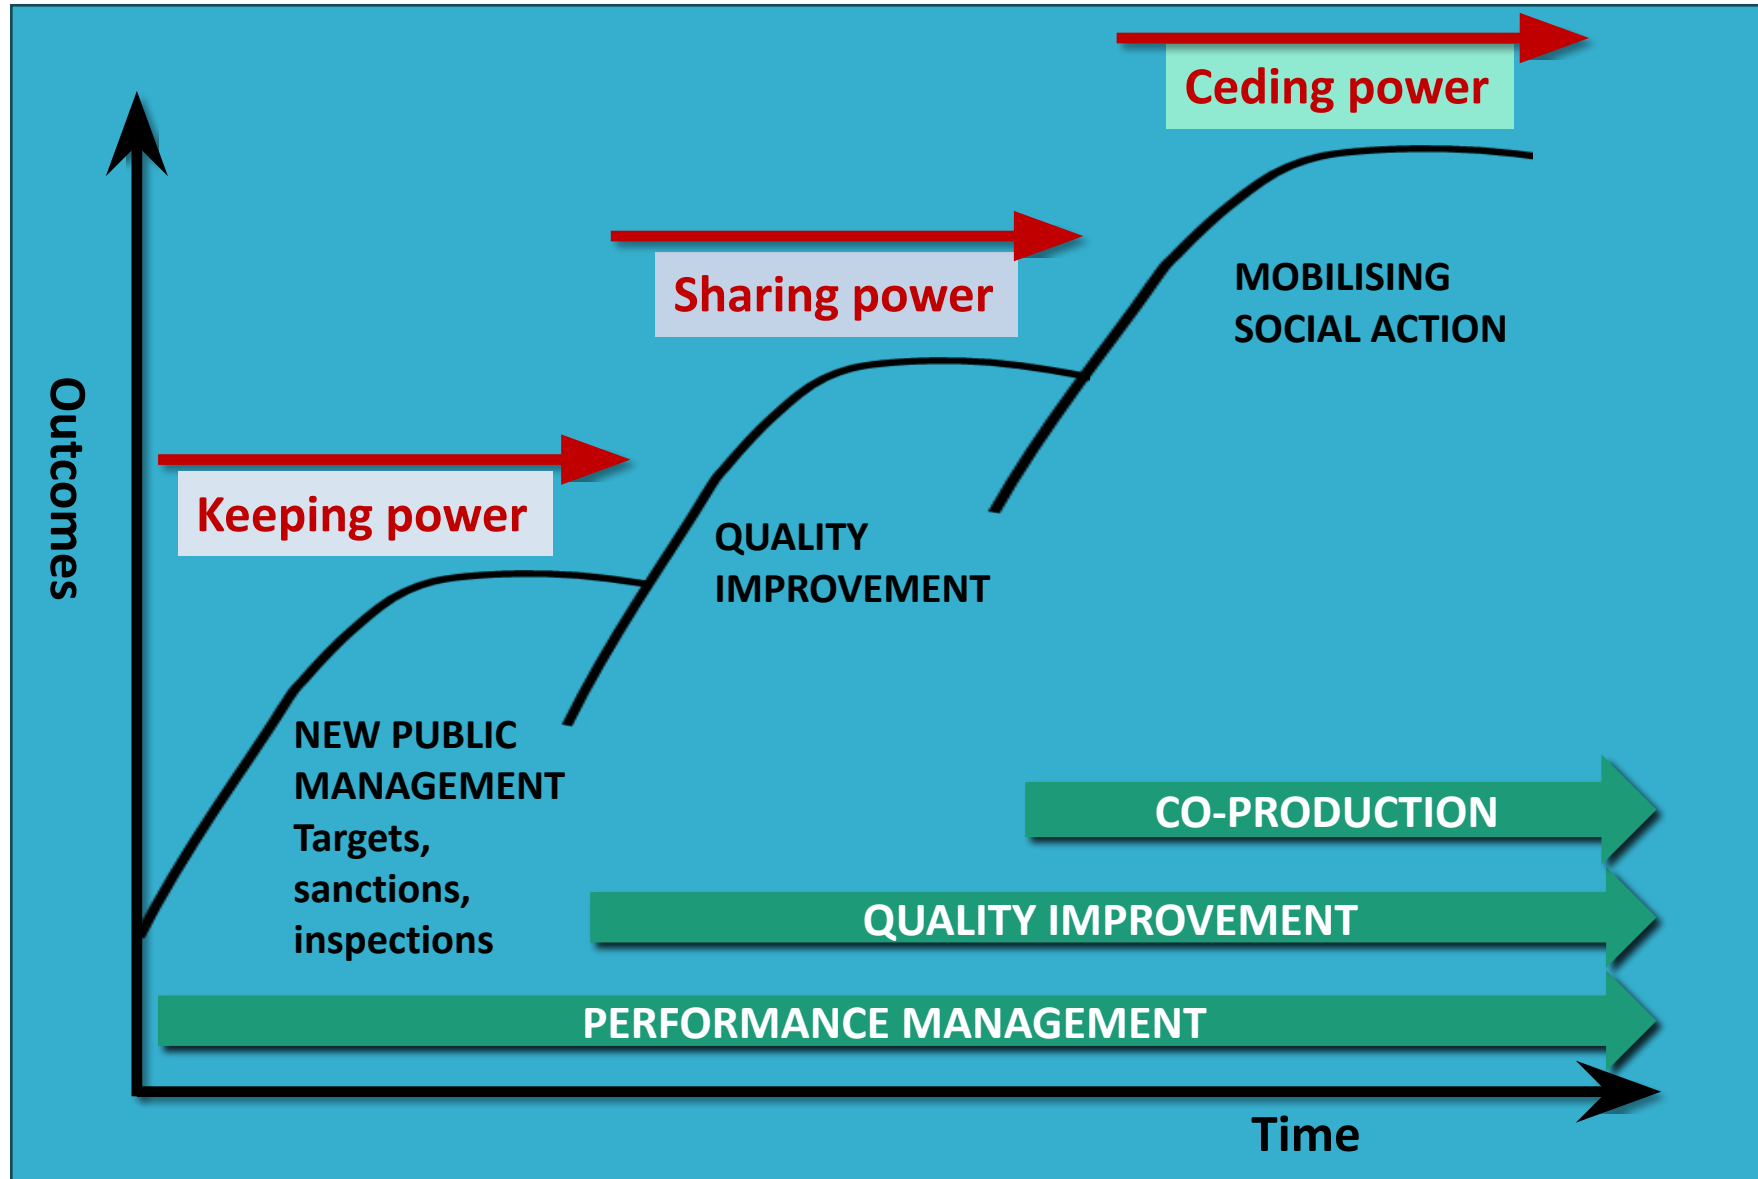 Ceding power
Sharing power
MOBILISING
SOCIAL ACTION
Outcomes
Keeping power
QUALITY
IMPROVEMENT
NEW PUBLIC
MANAGEMENT
Targets,
sanctions,
inspections
CO-PRODUCTION
QUALITY IMPROVEMENT
PERFORMANCE MANAGEMENT
Time